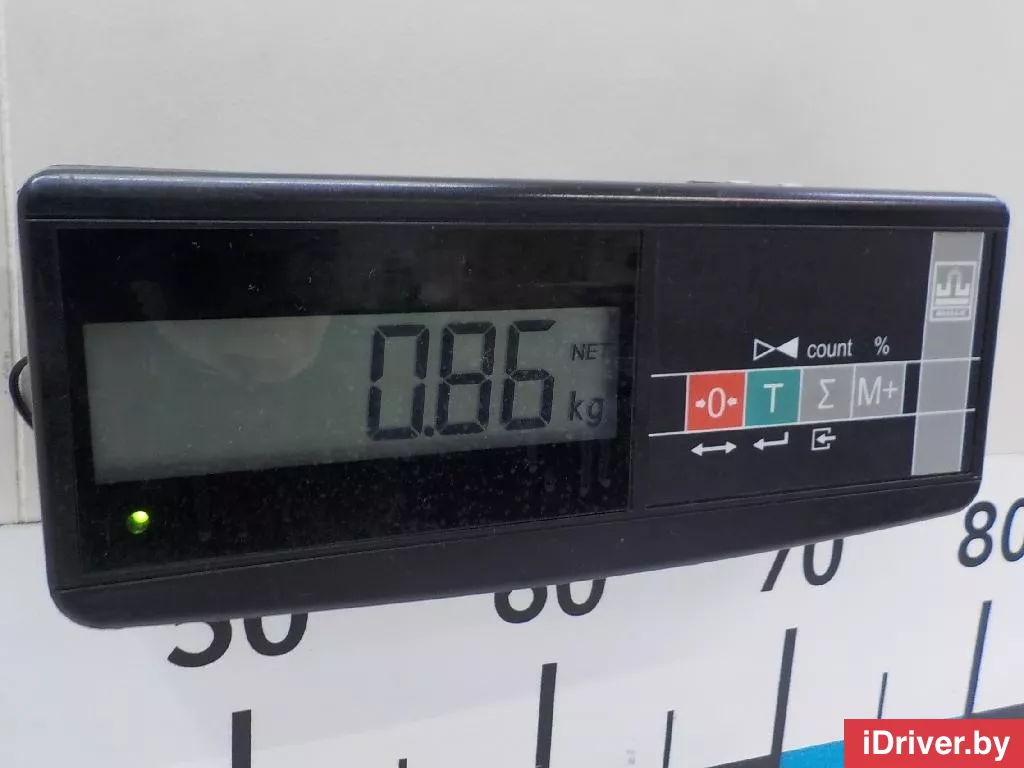 0.86
NET
kg
count %
→0←
T
Σ
M+
50 60 70 80
iDriver.by